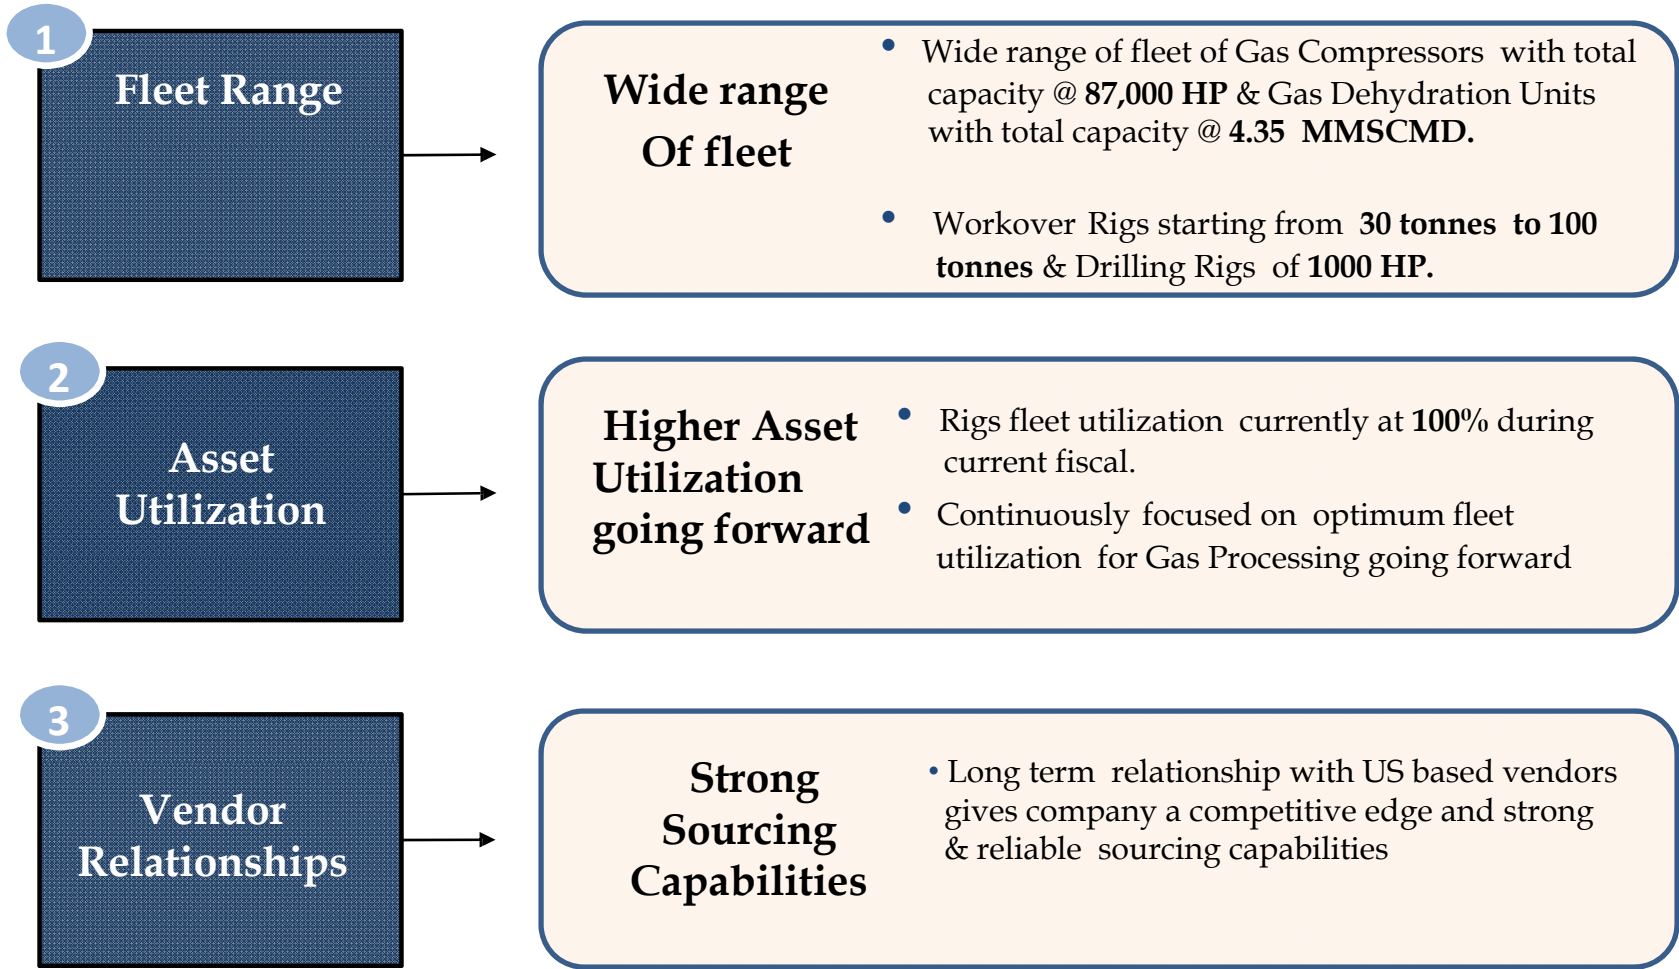 1
Fleet Range
Wide range
Of fleet
• Wide range of fleet of Gas Compressors with total
capacity @ 87,000 HP & Gas Dehydration Units
with total capacity @ 4.35 MMSCMD.
• Workover Rigs starting from 30 tonnes to 100
tonnes & Drilling Rigs of 1000 HP.
2
Asset
Utilization
Higher Asset
Utilization
going forward
• Rigs fleet utilization currently at 100% during
current fiscal.
• Continuously focused on optimum fleet
utilization for Gas Processing going forward
3
Vendor
Relationships
Strong
Sourcing
Capabilities
• Long term relationship with US based vendors
gives company a competitive edge and strong
& reliable sourcing capabilities